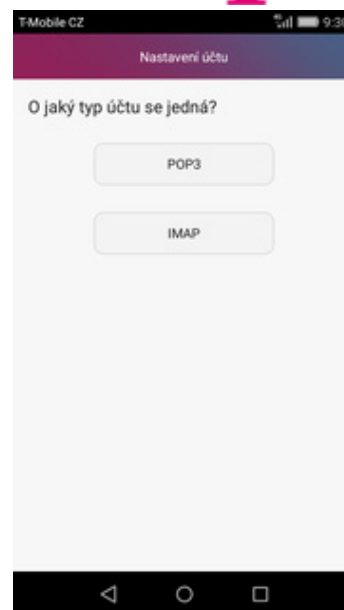 T-Mobile CZ
Nastavení účtu
O jaký typ účtu se jedná?
POP3
IMAP